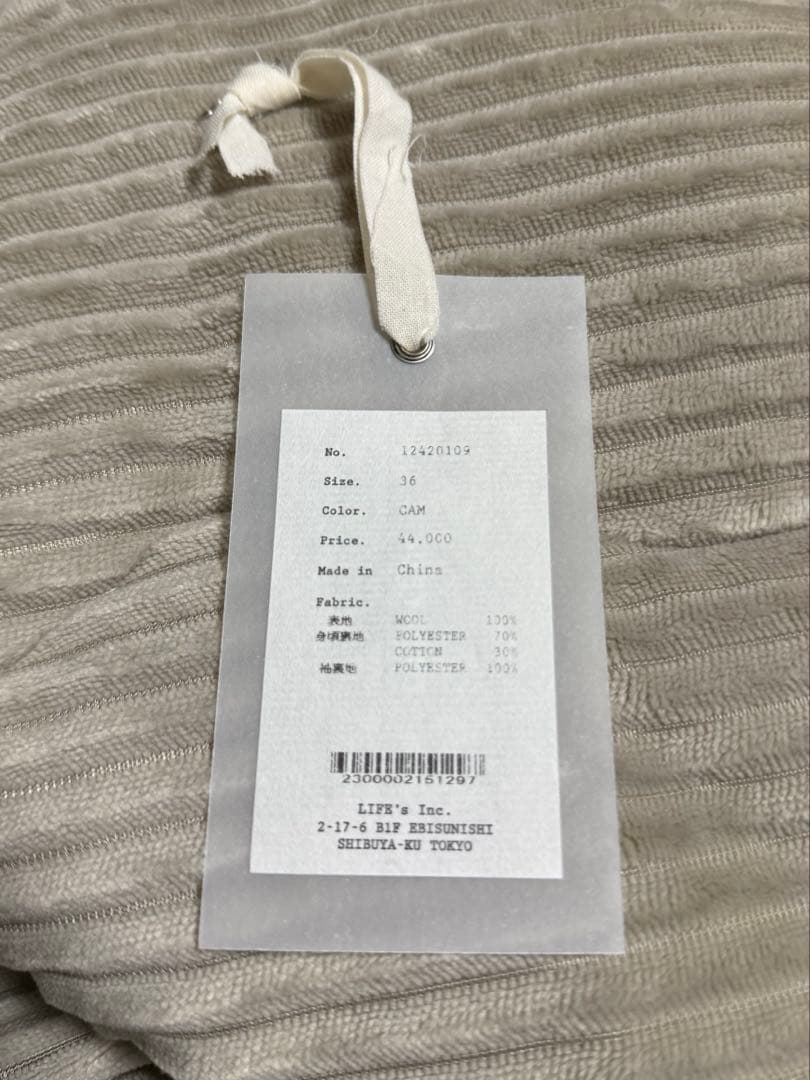 No. 12420109
Size. 36
Color. CAM
Price. 44,000
Made in China
Fabric.
表地 WOOL 100%
身頃裏地 POLYESTER 70%
COTTON 30%
袖裏地 POLYESTER 100%
2300002151297
LIFE's Inc.
2-17-6 B1F EBISUNISHI
SHIBUYA-KU TOKYO